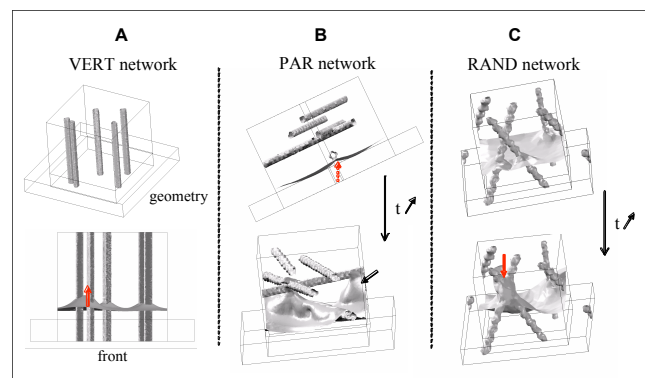 A
VERT network
geometry
front
B
PAR network
t
C
RAND network
t